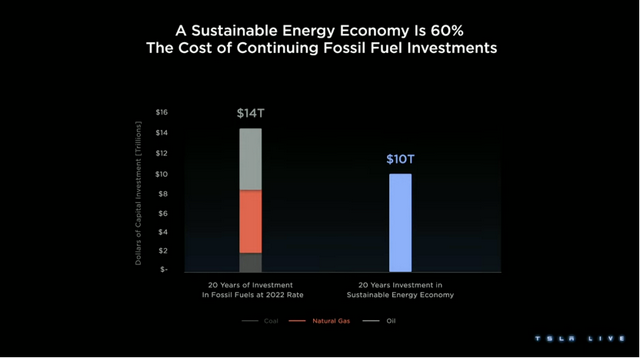 A Sustainable Energy Economy Is 60%
The Cost of Continuing Fossil Fuel Investments
Dollars of Capital Investment [Trillions]
$16
$14
$12
$10
$8
$6
$4
$2
$-
$14T
$10T
20 Years of Investment
In Fossil Fuels at 2022 Rate
20 Years Investment in
Sustainable Energy Economy
Coal
Natural Gas
Oil
TSLA LIVE